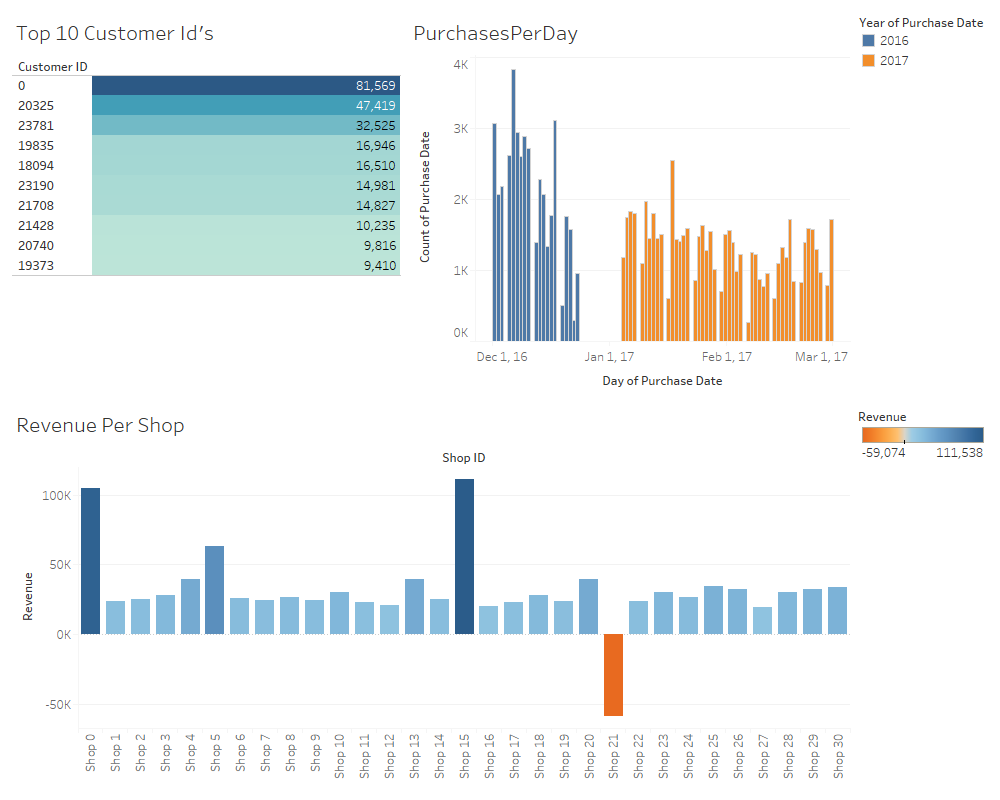 Top 10 Customer Id's
Customer ID
0 81,569
20325 47,419
23781 32,525
19835 16,946
18094 16,510
23190 14,981
21708 14,827
21428 10,235
20740 9,816
19373 9,410
PurchasesPerDay
Count of Purchase Date
4K
3K
2K
1K
0K
Dec 1, 16 Jan 1, 17 Feb 1, 17 Mar 1, 17
Day of Purchase Date
Year of Purchase Date
2016
2017
Revenue Per Shop
Shop ID
Revenue
100K
50K
0K
-50K
Shop 0
Shop 1
Shop 2
Shop 3
Shop 4
Shop 5
Shop 6
Shop 7
Shop 8
Shop 9
Shop 10
Shop 11
Shop 12
Shop 13
Shop 14
Shop 15
Shop 16
Shop 17
Shop 18
Shop 19
Shop 20
Shop 21
Shop 22
Shop 23
Shop 24
Shop 25
Shop 26
Shop 27
Shop 28
Shop 29
Shop 30
Revenue
-59,074 111,538